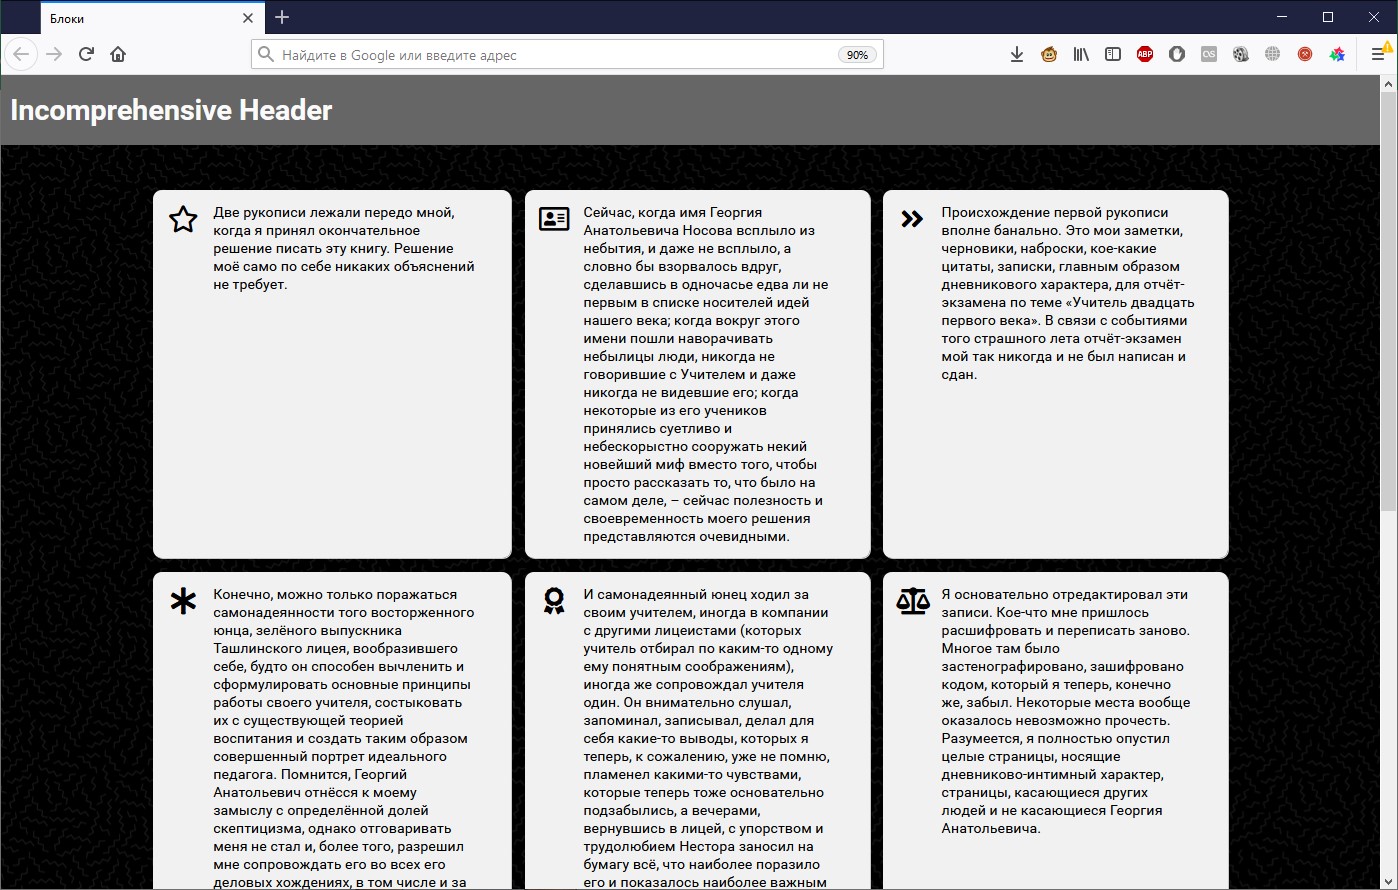 Блоки
Найдите в Google или введите адрес
90%
ABP
OS
Incomprehensive Header
Две рукописи лежали передо мной,
когда я принял окончательное
решение писать эту книгу. Решение
моё само по себе никаких объяснений
не требует.
Сейчас, когда имя Георгия
Анатольевича Носова всплыло из
небытия, и даже не всплыло, а
словно бы взорвалось вдруг,
сделавшись в одночасье едва ли не
первым в списке носителей идей
нашего века; когда вокруг этого
имени пошли наворачивать
небылицы люди, никогда не
говорившие с Учителем и даже
никогда не видевшие его; когда
некоторые из его учеников
принялись суетливо и
небескорыстно сооружать некий
новейший миф вместо того, чтобы
просто рассказать то, что было на
самом деле, – сейчас полезность и
своевременность моего решения
представляются очевидными.
Происхождение первой рукописи
вполне банально. Это мои заметки,
черновики, наброски, кое-какие
цитаты, записки, главным образом
дневникового характера, для отчёт-
экзамена по теме «Учитель двадцать
первого века». В связи с событиями
того страшного лета отчёт-экзамен
мой так никогда и не был написан и
сдан.
Конечно, можно только поражаться
самонадеянности того восторженного
юнца, зелёного выпускника
Ташлинского лицея, вообразившего
себе, будто он способен вычленить и
сформулировать основные принципы
работы своего учителя, состыковать
их с существующей теорией
воспитания и создать таким образом
совершенный портрет идеального
педагога. Помнится, Георгий
Анатольевич отнёсся к моему
замыслу с определённой долей
скептицизма, однако отговаривать
меня не стал и, более того, разрешил
мне сопровождать его во всех его
деловых хождениях, в том числе и за
И самонадеянный юнец ходил за
своим учителем, иногда в компании
с другими лицеистами (которых
учитель отбирал по каким-то одному
ему понятным соображениям),
иногда же сопровождал учителя
один. Он внимательно слушал,
запоминал, записывал, делал для
себя какие-то выводы, которых я
теперь, к сожалению, уже не помню,
пламенел какими-то чувствами,
которые теперь тоже основательно
подзабылись, а вечерами,
вернувшись в лицей, с упорством и
трудолюбием Нестора заносил на
бумагу всё, что наиболее поразило
его и показалось наиболее важным
Я основательно отредактировал эти
записи. Кое-что мне пришлось
расшифровать и переписать заново.
Многое там было
застенографировано, зашифровано
кодом, который я теперь, конечно
же, забыл. Некоторые места вообще
оказалось невозможно прочесть.
Разумеется, я полностью опустил
целые страницы, носящие
дневниково-интимный характер,
страницы, касающиеся других
людей и не касающиеся Георгия
Анатольевича.